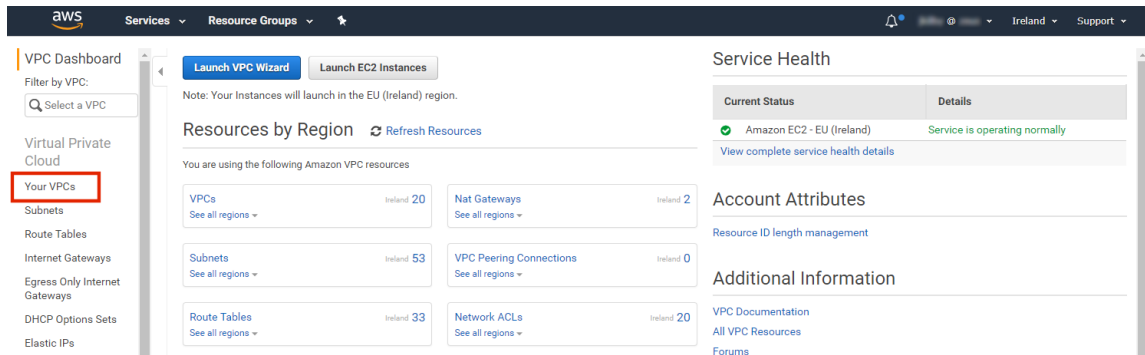 aws
Services
Resource Groups
@
Ireland
Support
VPC Dashboard
Filter by VPC:
Select a VPC
Virtual Private
Cloud
Your VPCs
Subnets
Route Tables
Internet Gateways
Egress Only Internet
Gateways
DHCP Options Sets
Elastic IPs
Launch VPC Wizard
Launch EC2 Instances
Note: Your Instances will launch in the EU (Ireland) region.
Resources by Region
Refresh Resources
You are using the following Amazon VPC resources
VPCs
Ireland 20
See all regions
Nat Gateways
Ireland 2
See all regions
Subnets
Ireland 53
See all regions
VPC Peering Connections
Ireland 0
See all regions
Route Tables
Ireland 33
See all regions
Network ACLs
Ireland 20
See all regions
Service Health
Current Status
Details
Amazon EC2 - EU (Ireland)
Service is operating normally
View complete service health details
Account Attributes
Resource ID length management
Additional Information
VPC Documentation
All VPC Resources
Forums